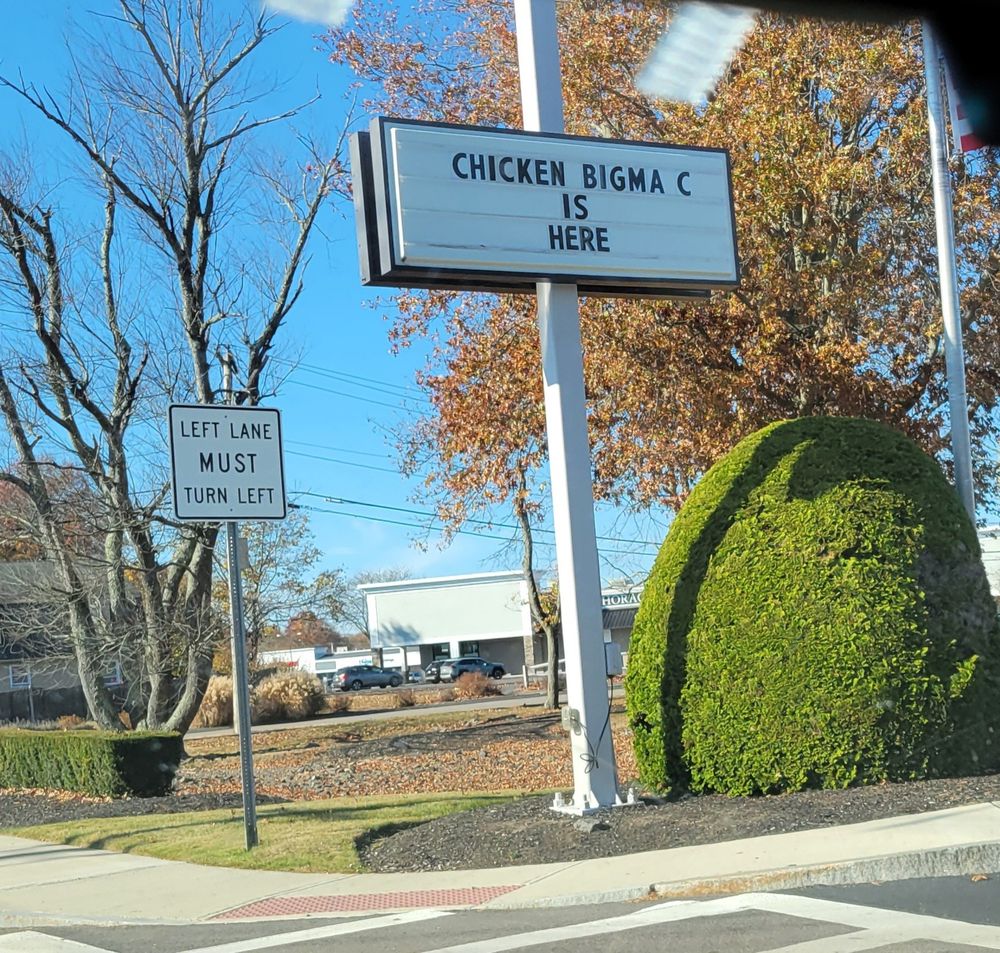 CHICKEN BIGMA C
IS
HERE
LEFT LANE
MUST
TURN LEFT